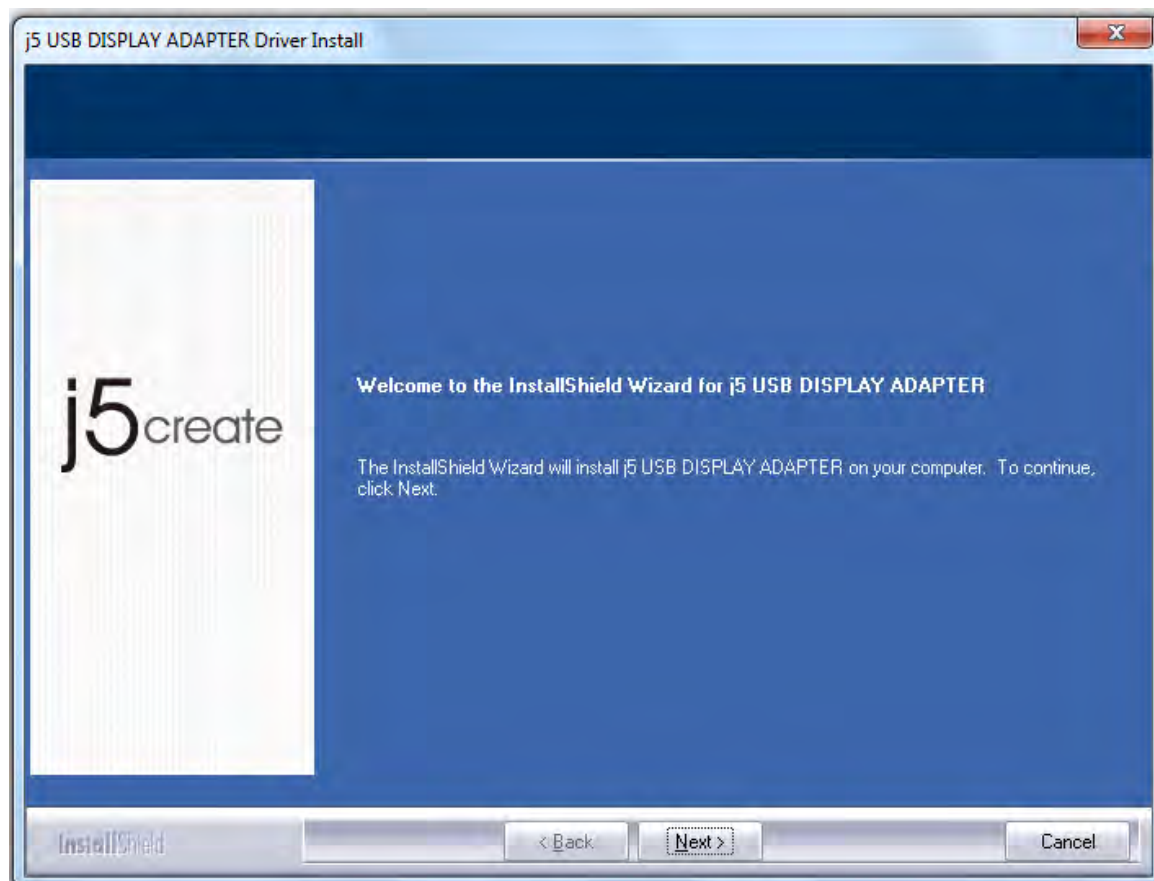 j5 USB DISPLAY ADAPTER Driver Install
j5create
Welcome to the InstallShield Wizard for j5 USB DISPLAY ADAPTER
The InstallShield Wizard will install j5 USB DISPLAY ADAPTER on your computer. To continue,
click Next.
InstallShield
< Back
Next >
Cancel